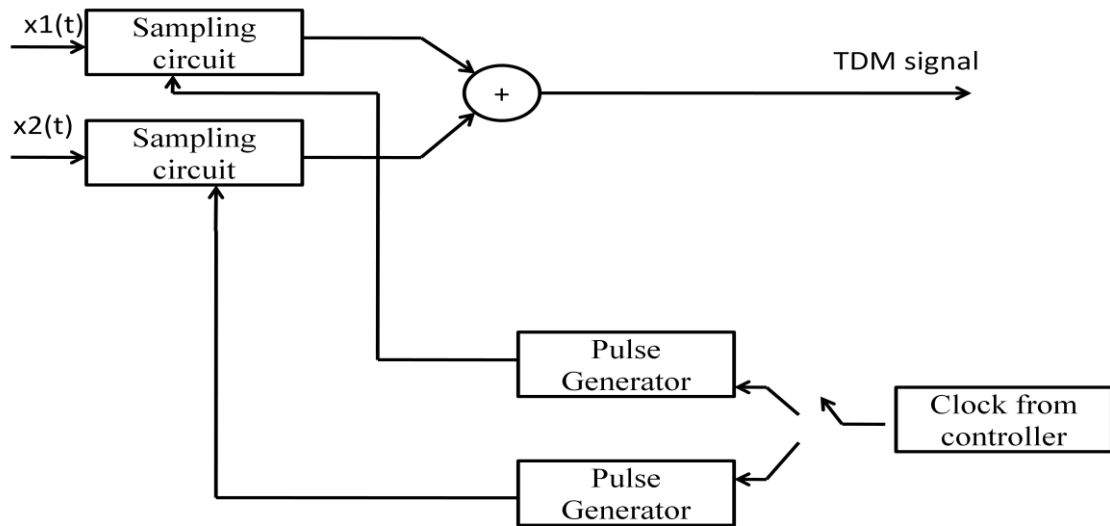 x1(t)
Sampling
circuit
TDM signal
+
x2(t)
Sampling
circuit
Pulse
Generator
Clock from
controller
Pulse
Generator